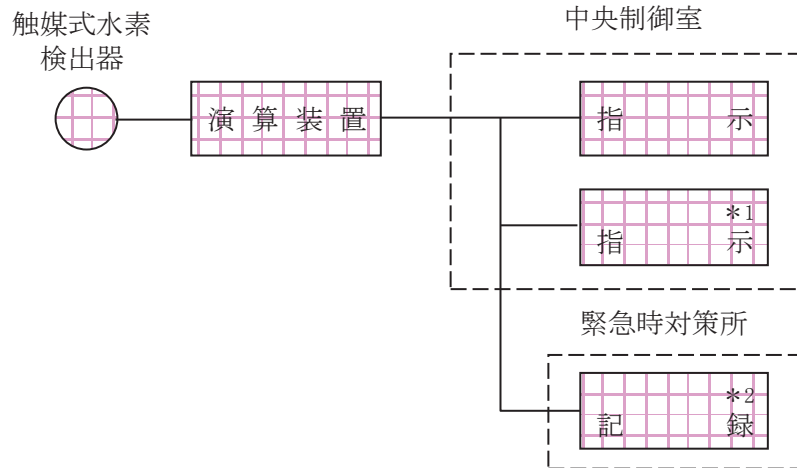 触媒式水素
検出器
中央制御室
演算装置
指示
*1
指示
緊急時対策所
*2
記録